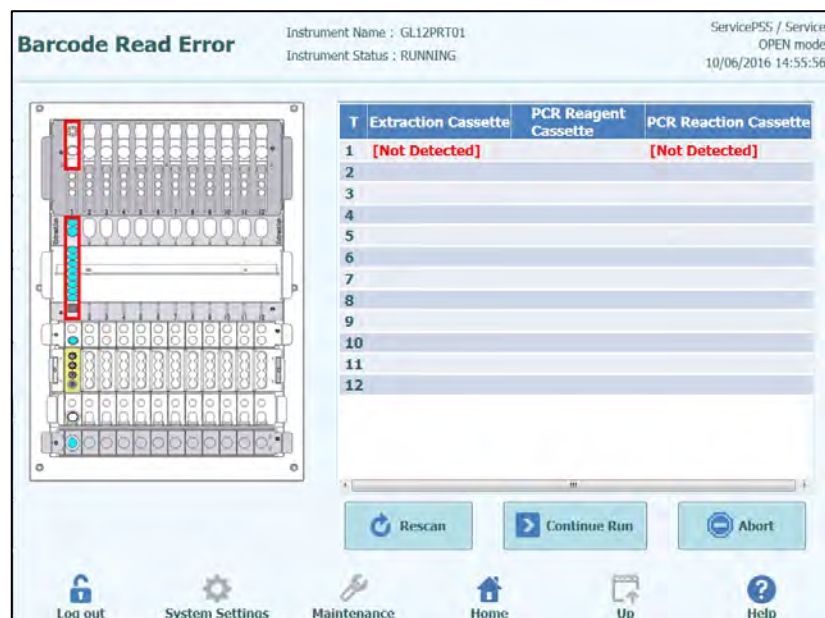 Barcode Read Error
Instrument Name : GL12PRT01
Instrument Status : RUNNING
ServicePSS / Service
OPEN mode
10/06/2016 14:55:56
T Extraction Cassette PCR Reagent Cassette PCR Reaction Cassette
1 [Not Detected] [Not Detected]
2
3
4
5
6
7
8
9
10
11
12
Rescan Continue Run Abort
Log out System Settings Maintenance Home Up Help